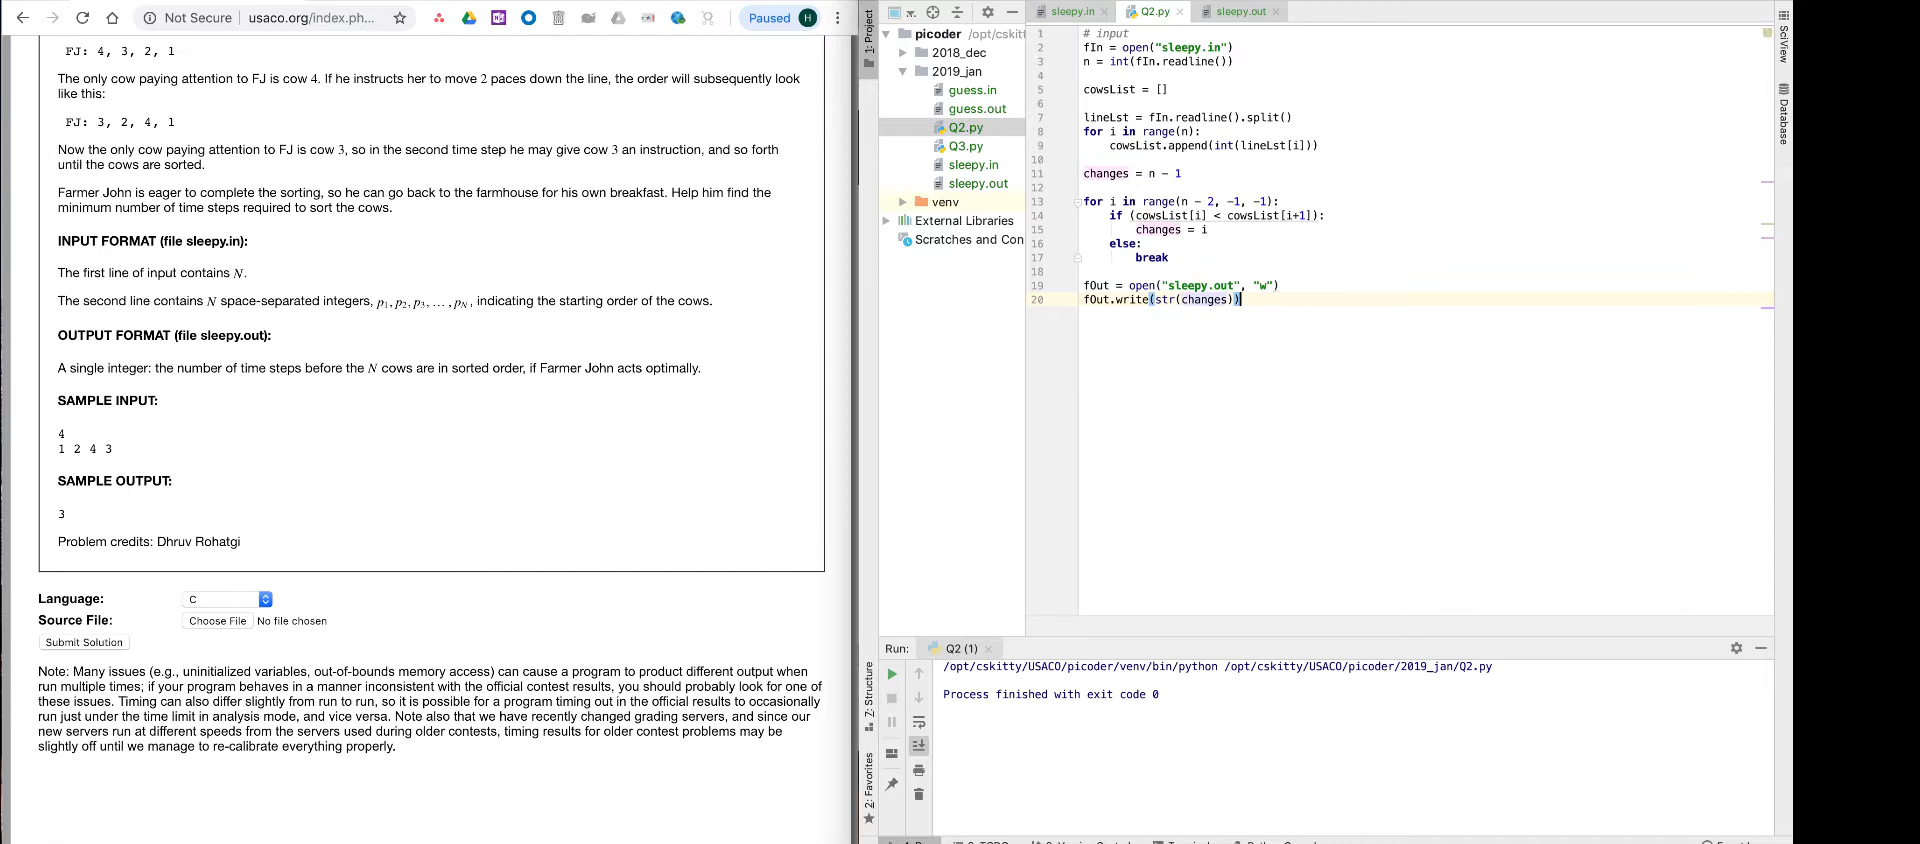 Not Secure
usaco.org/index.ph...
Paused
H
FJ: 4, 3, 2, 1
The only cow paying attention to FJ is cow 4. If he instructs her to move 2 paces down the line, the order will subsequently look
like this:
FJ: 3, 2, 4, 1
Now the only cow paying attention to FJ is cow 3, so in the second time step he may give cow 3 an instruction, and so forth
until the cows are sorted.
Farmer John is eager to complete the sorting, so he can go back to the farmhouse for his own breakfast. Help him find the
minimum number of time steps required to sort the cows.
INPUT FORMAT (file sleepy.in):
The first line of input contains N.
The second line contains N space-separated integers, p1, p2, p3, … , pN, indicating the starting order of the cows.
OUTPUT FORMAT (file sleepy.out):
A single integer: the number of time steps before the N cows are in sorted order, if Farmer John acts optimally.
SAMPLE INPUT:
4
1 2 4 3
SAMPLE OUTPUT:
3
Problem credits: Dhruv Rohatgi
Language:
C
Source File:
Choose File No file chosen
Submit Solution
Note: Many issues (e.g., uninitialized variables, out-of-bounds memory access) can cause a program to product different output when
run multiple times; if your program behaves in a manner inconsistent with the official contest results, you should probably look for one of
these issues. Timing can also differ slightly from run to run, so it is possible for a program timing out in the official results to occasionally
run just under the time limit in analysis mode, and vice versa. Note also that we have recently changed grading servers, and since our
new servers run at different speeds from the servers used during older contests, timing results for older contest problems may be
slightly off until we manage to re-calibrate everything properly.
1: Project
picoder /opt/cskitt
2018_dec
2019_jan
guess.in
guess.out
Q2.py
Q3.py
sleepy.in
sleepy.out
venv
External Libraries
Scratches and Con
sleepy.in
Q2.py
sleepy.out
1 # input
2 fIn = open("sleepy.in")
3 n = int(fIn.readline())
4
5 cowsList = []
6
7 lineLst = fIn.readline().split()
8 for i in range(n):
9 cowsList.append(int(lineLst[i]))
10
11 changes = n - 1
12
13 for i in range(n - 2, -1, -1):
14 if (cowsList[i] < cowsList[i+1]):
15 changes = i
16 else:
17 break
18
19 fOut = open("sleepy.out", "w")
20 fOut.write(str(changes))
SciView
Database
Run:
Q2 (1)
/opt/cskitty/USACO/picoder/venv/bin/python /opt/cskitty/USACO/picoder/2019_jan/Q2.py
Process finished with exit code 0
7: Structure
2: Favorites